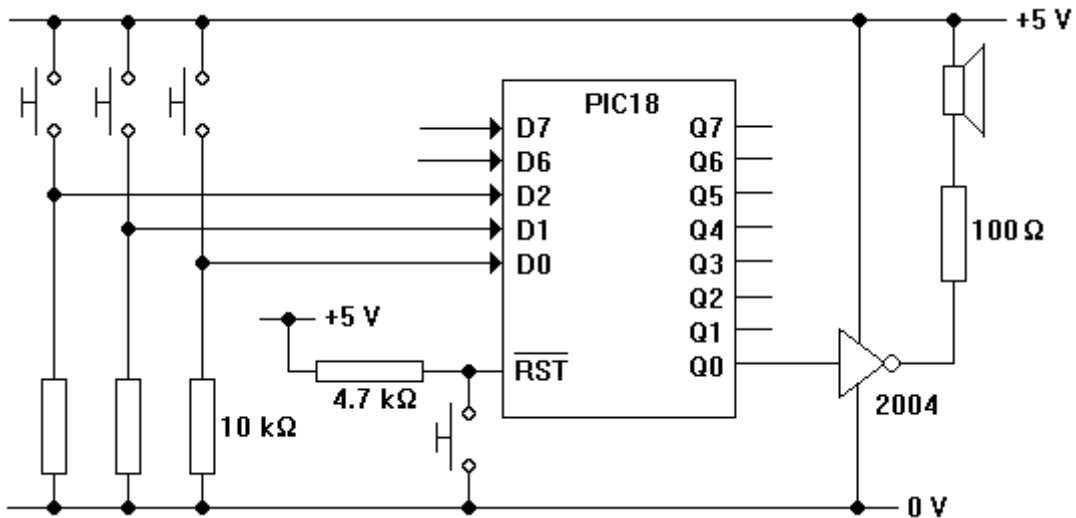 +5 V
PIC18
D7 Q7
D6 Q6
D2 Q5
D1 Q4
D0 Q3
100 Ω
Q2
+5 V
Q1
RST Q0
4.7 kΩ
2004
10 kΩ
0 V